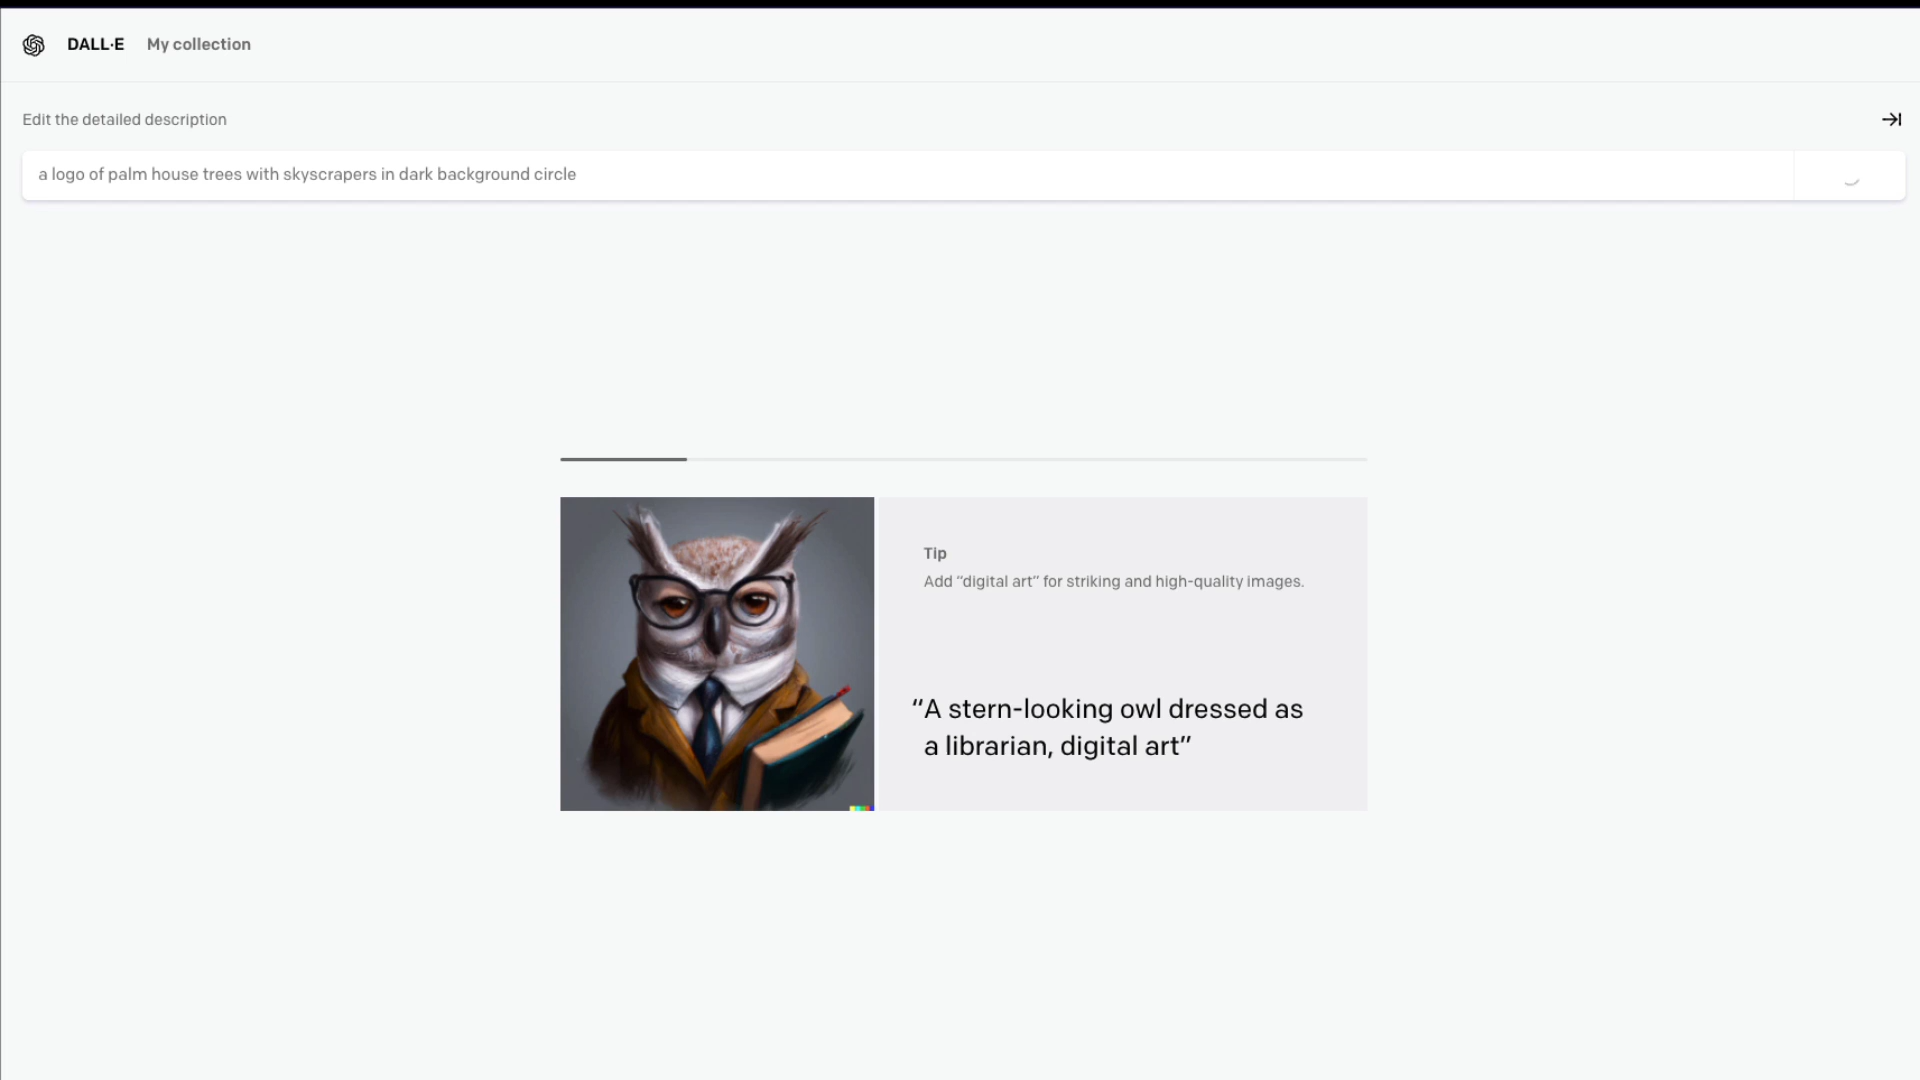 DALL·E My collection
Edit the detailed description
a logo of palm house trees with skyscrapers in dark background circle
Tip
Add “digital art” for striking and high-quality images.
“A stern-looking owl dressed as
a librarian, digital art”